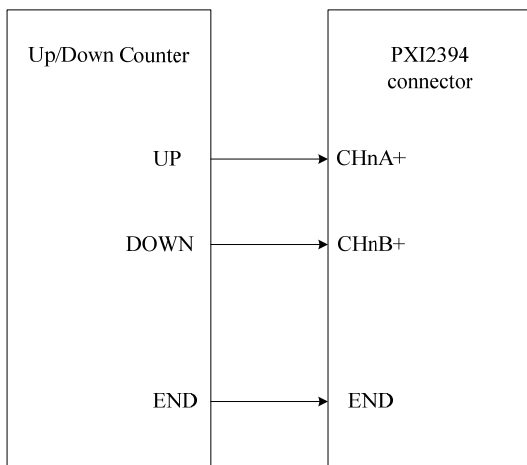 Up/Down Counter
PXI2394
connector
UP
CHnA+
DOWN
CHnB+
END
END